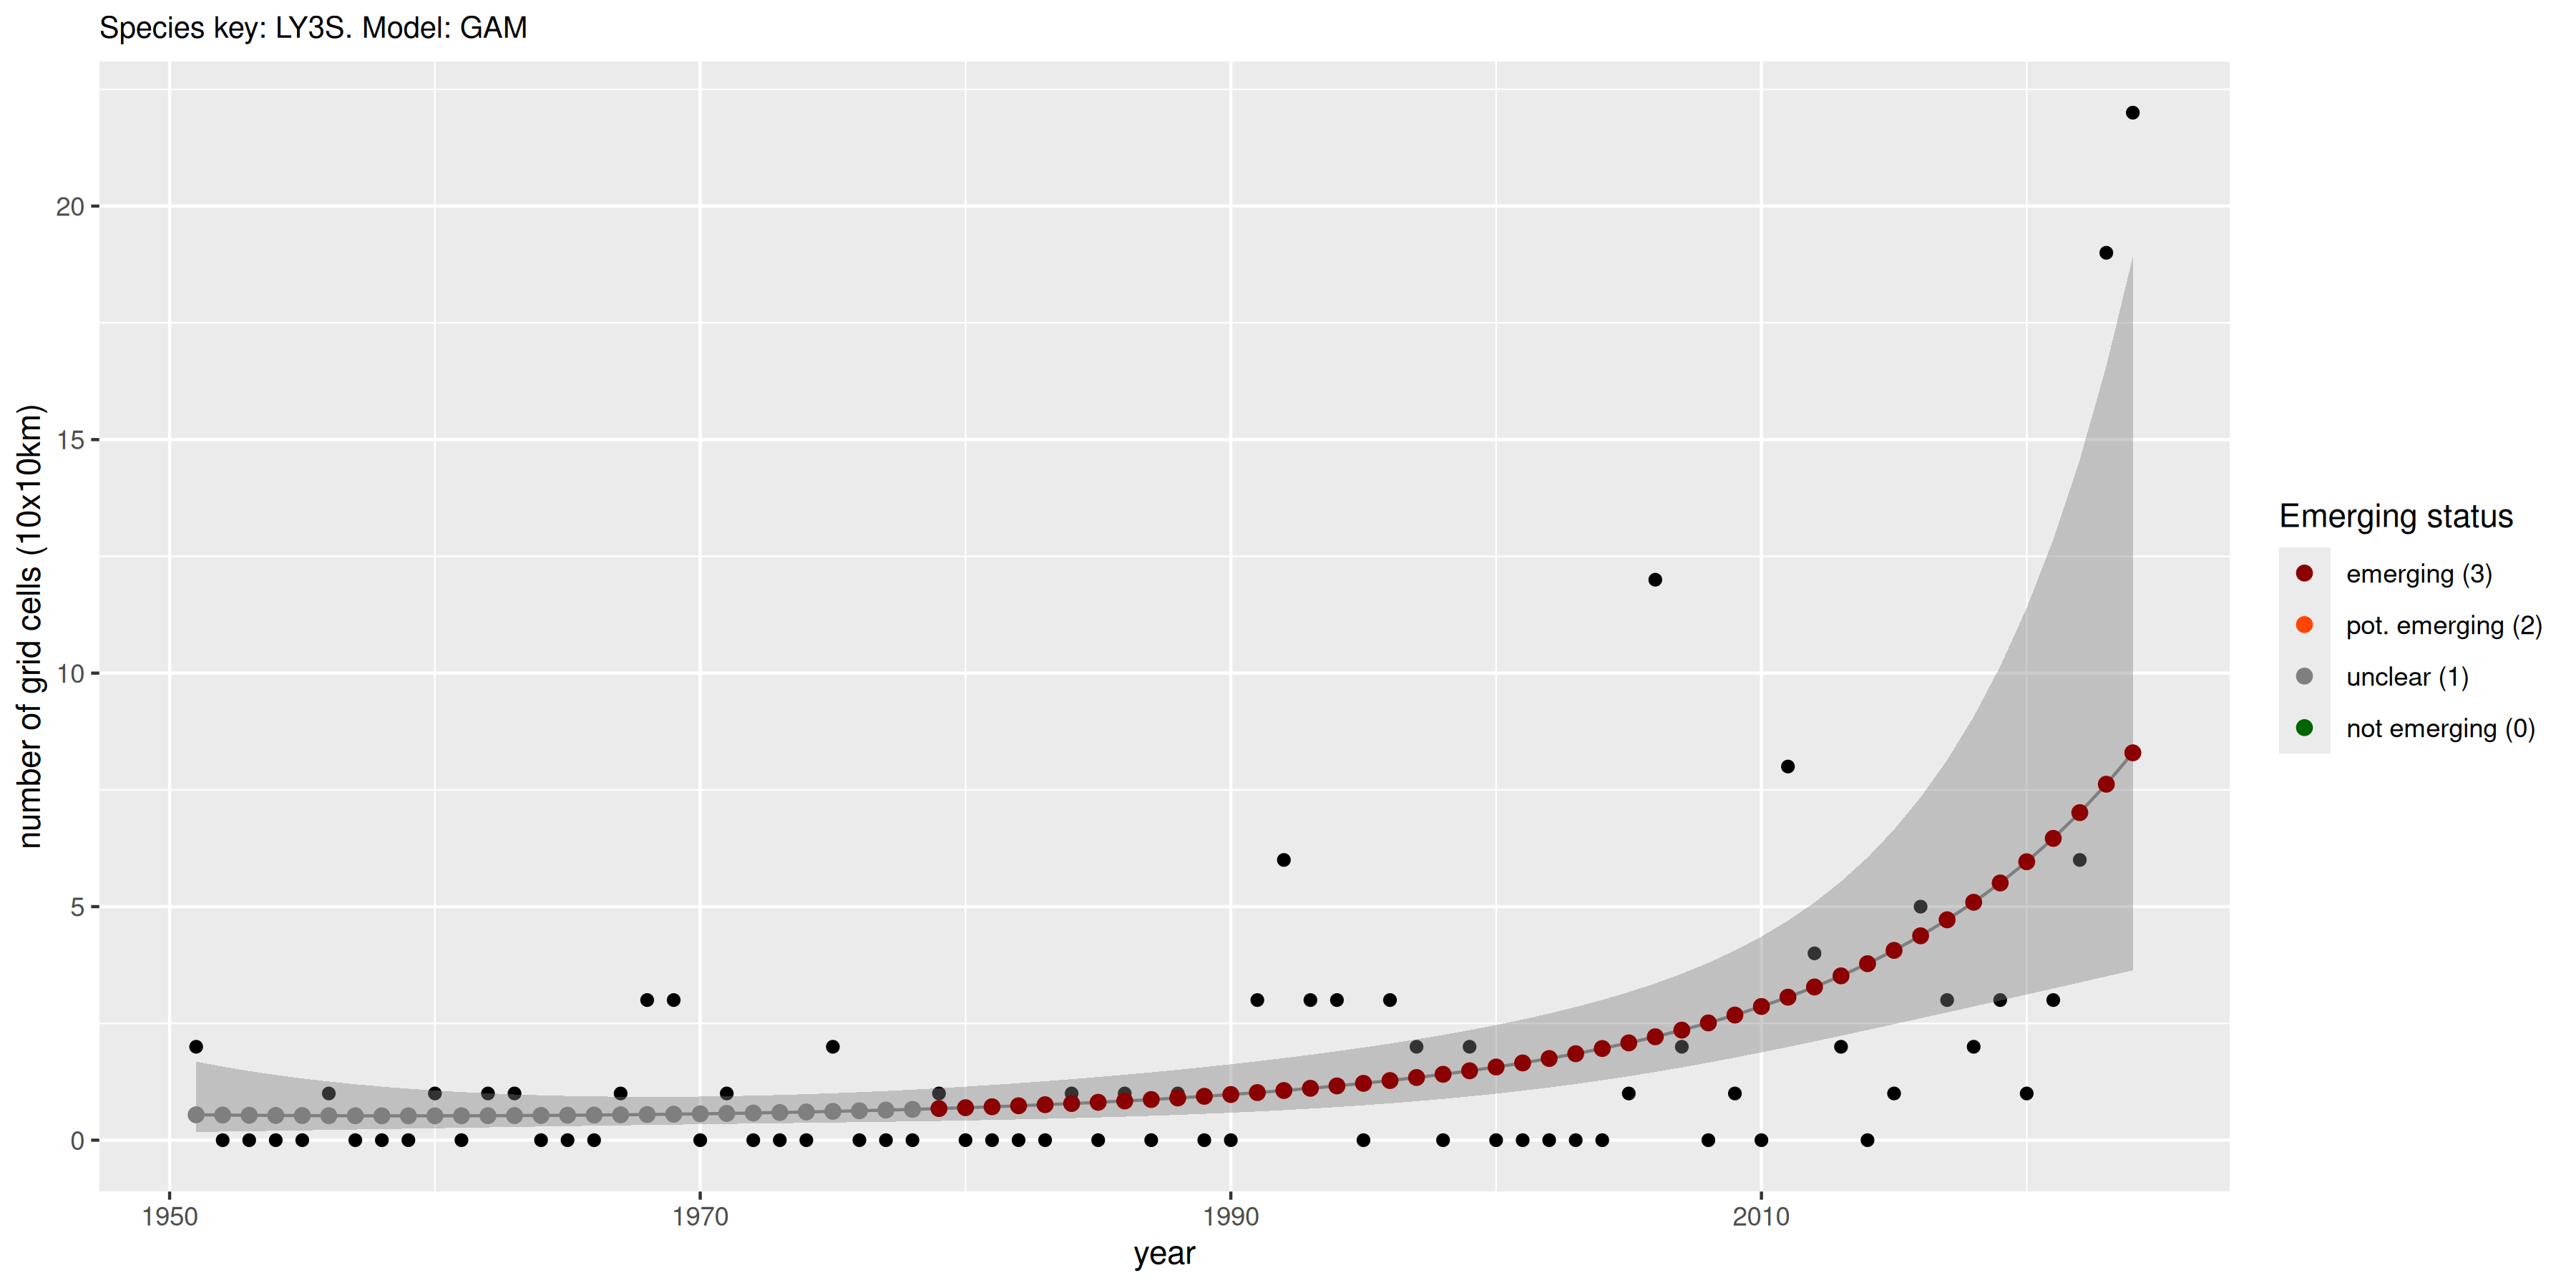 Species key: LY3S. Model: GAM
number of grid cells (10x10km)
20
15
10
5
0
1950
1970
1990
2010
year
Emerging status
emerging (3)
pot. emerging (2)
unclear (1)
not emerging (0)